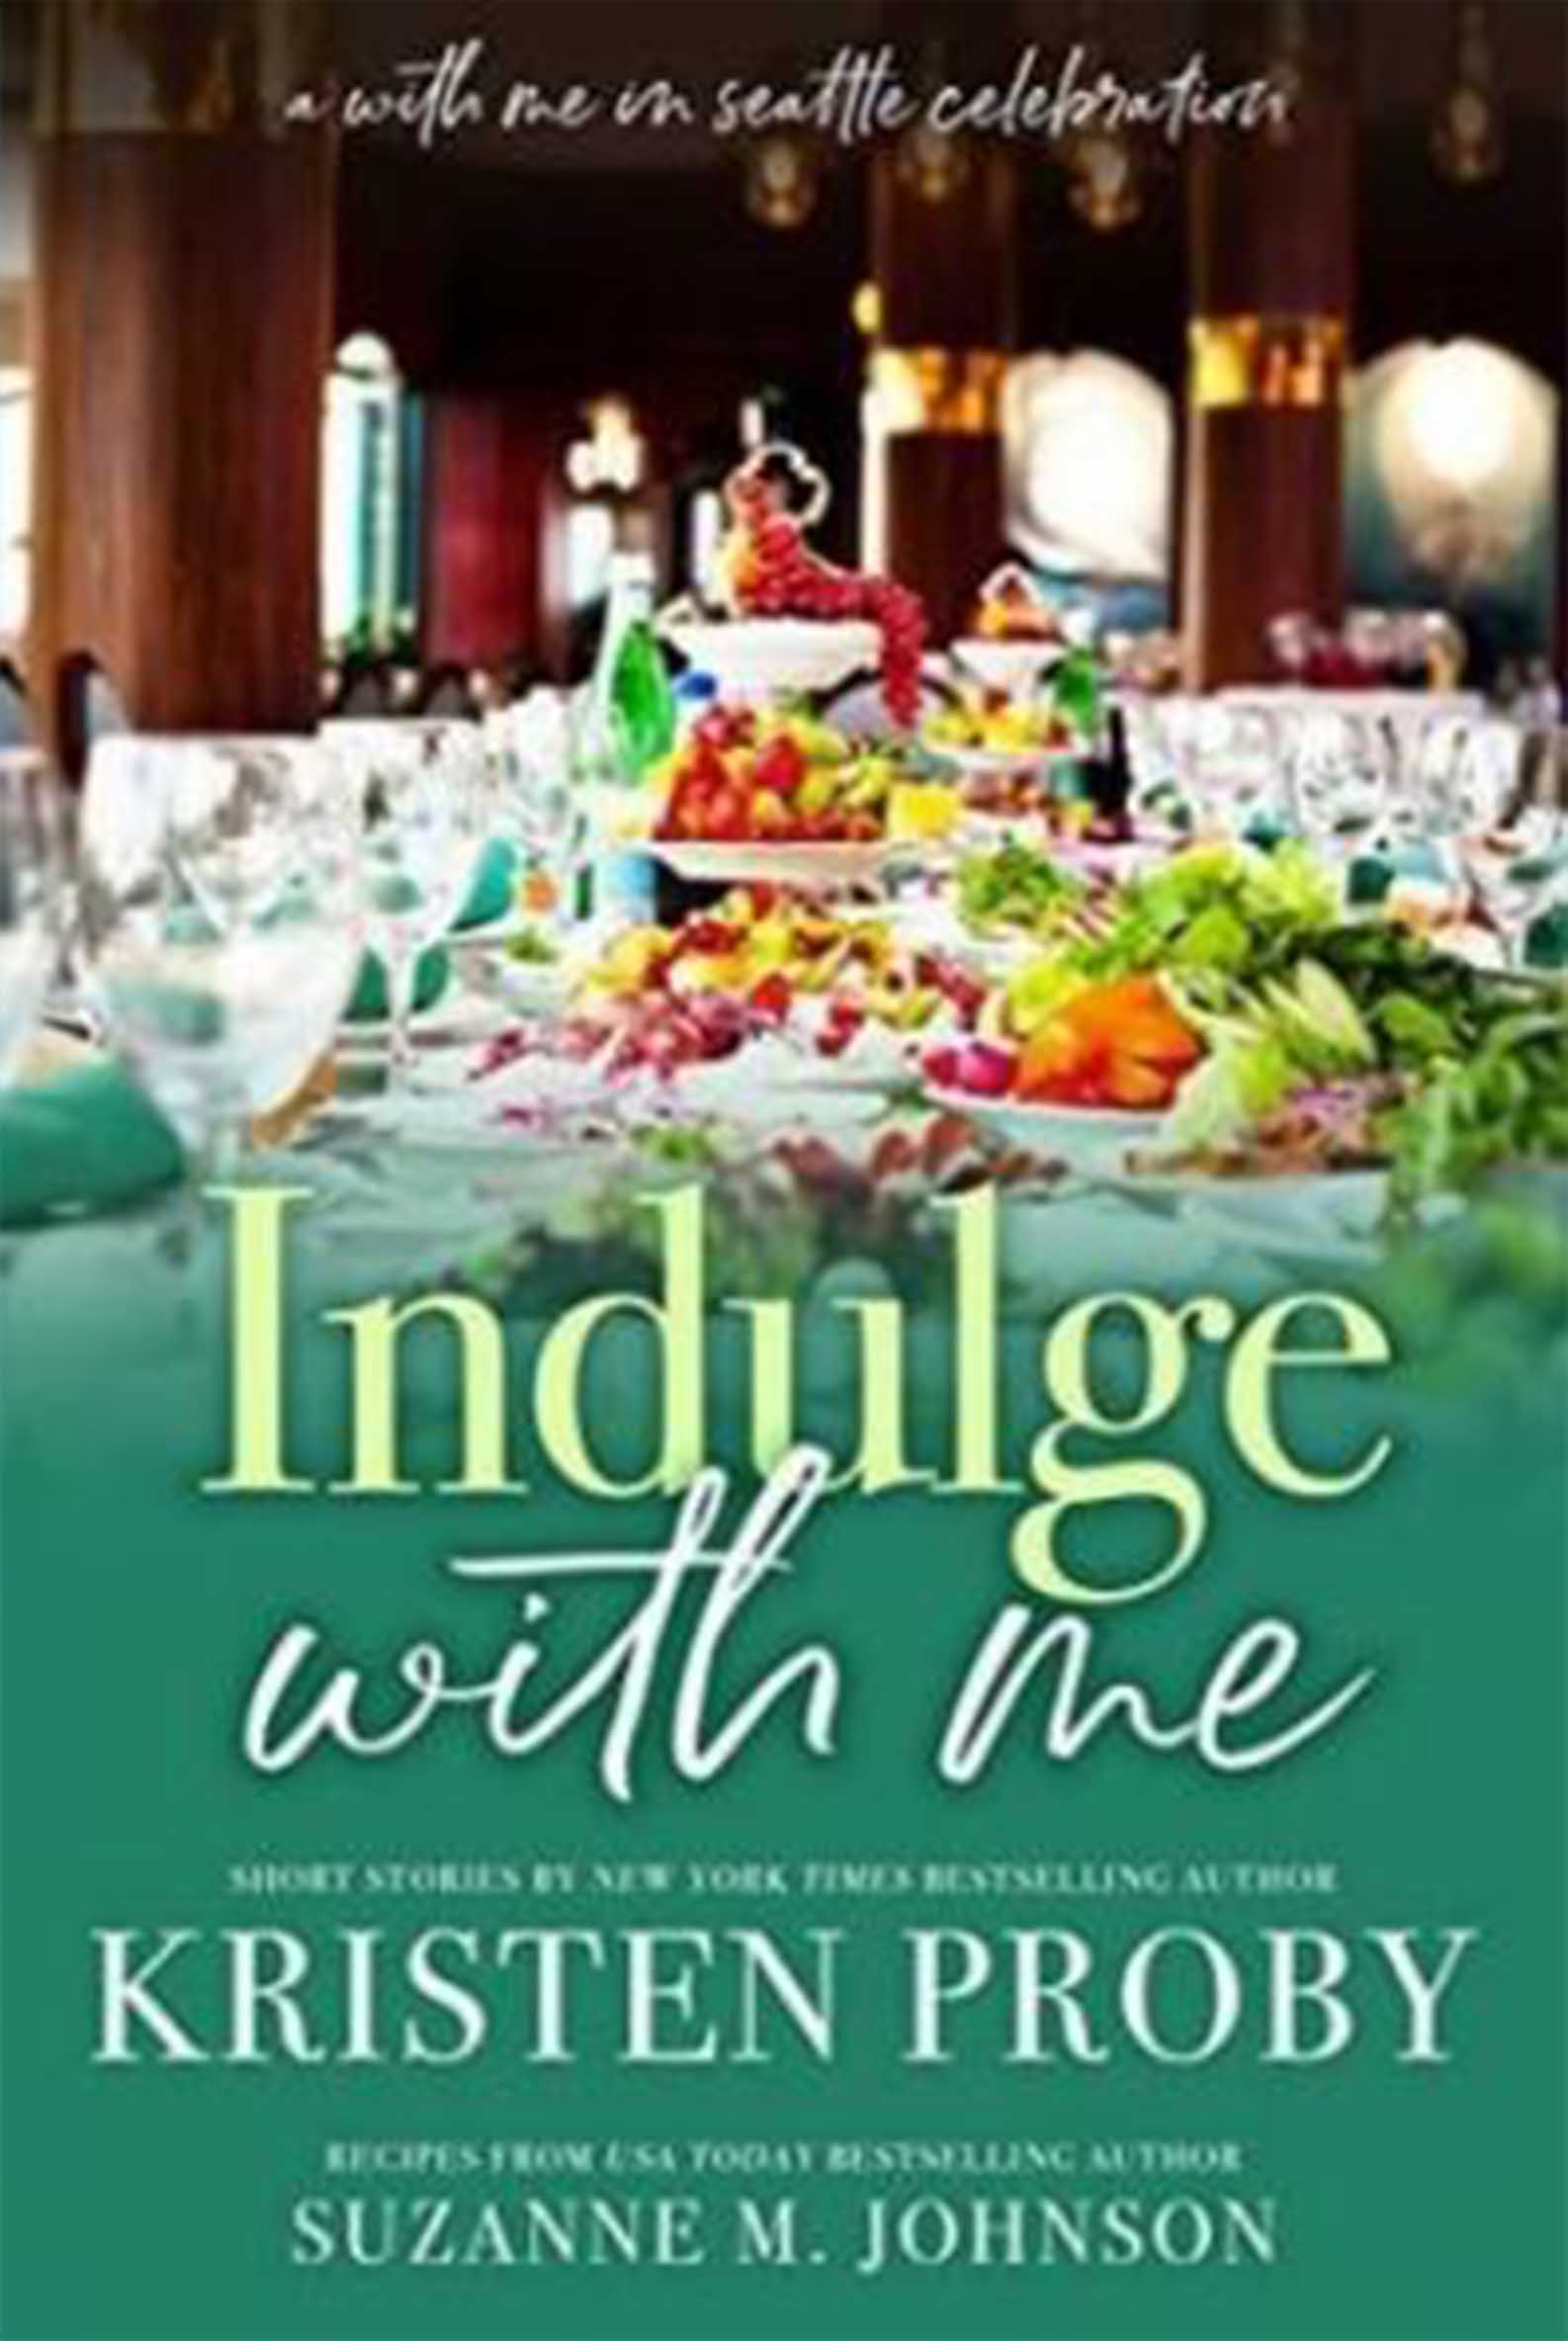 a with me in seattle celebration
Indulge
with me
SHORT STORIES BY NEW YORK TIMES BESTSELLING AUTHOR
KRISTEN PROBY
RECIPES FROM USA TODAY BESTSELLING AUTHOR
SUZANNE M. JOHNSON